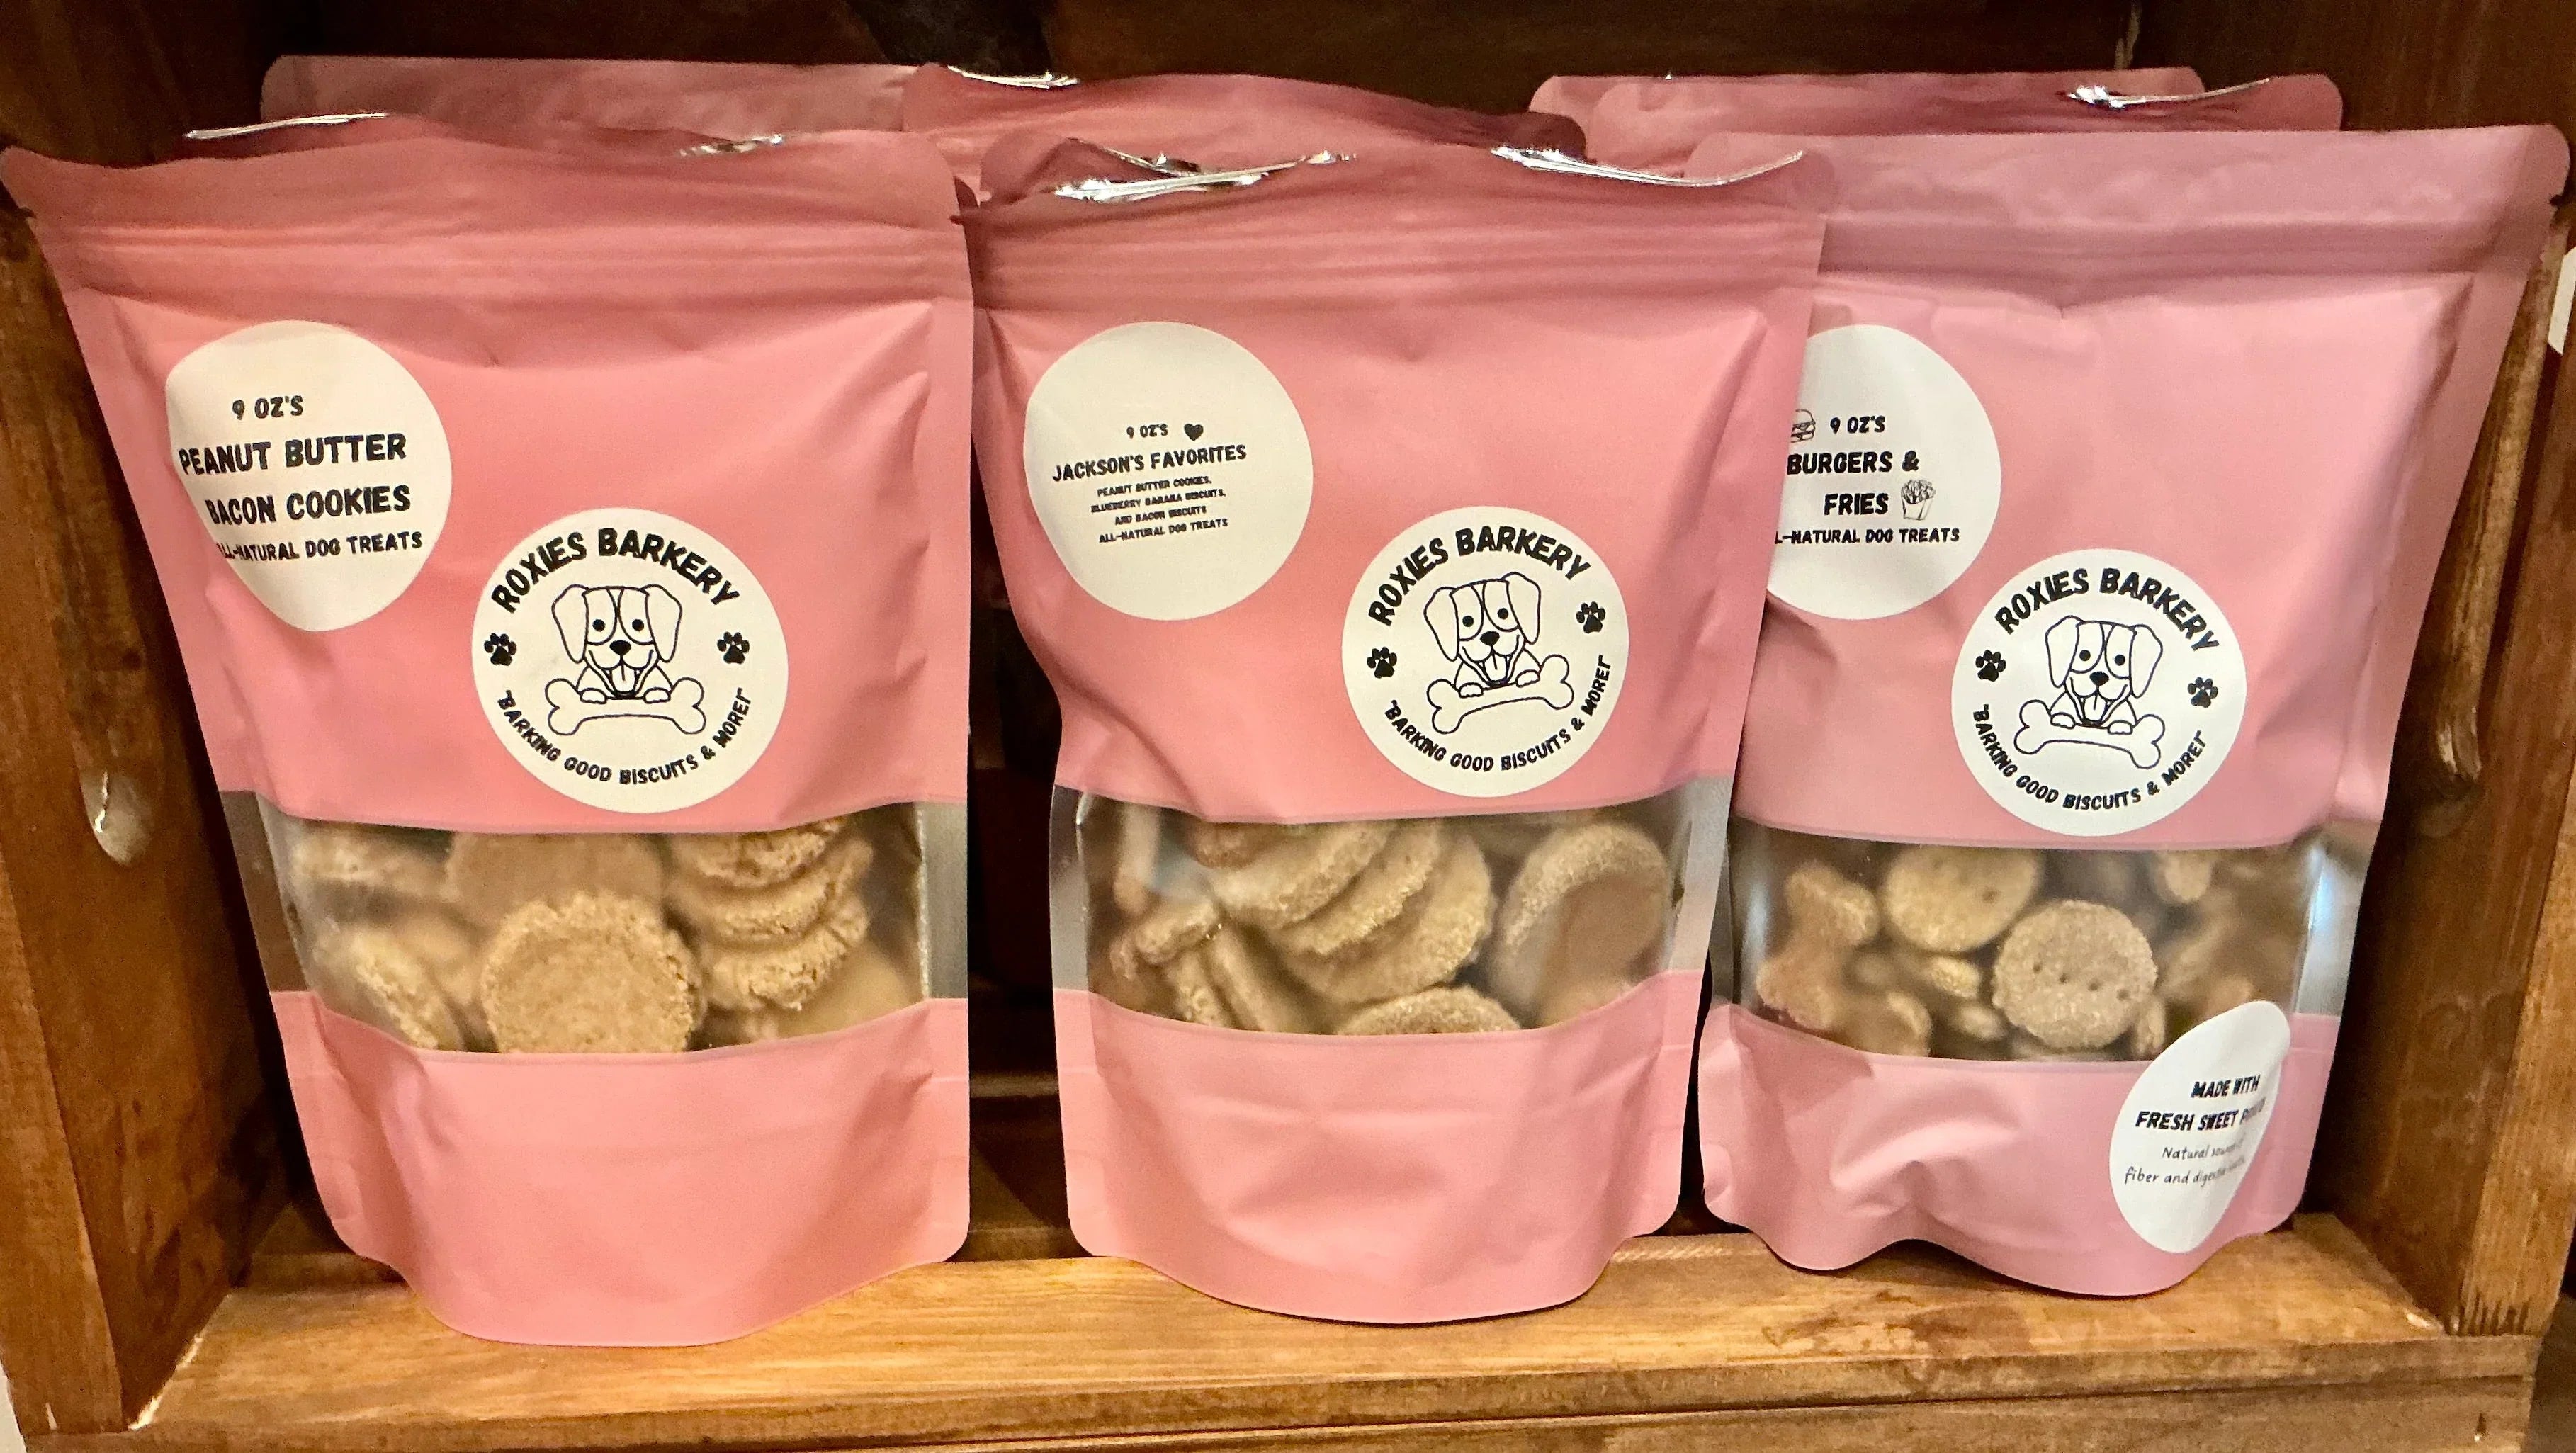 9 OZ'S
PEANUT BUTTER
BACON COOKIES
ALL-NATURAL DOG TREATS
ROXIES BARKERY
"BARKING GOOD BISCUITS & MORE!"
9 OZ'S
JACKSON'S FAVORITES
PEANUT BUTTER COOKIES,
BLUEBERRY BANANA BISCUITS,
AND BACON BISCUITS
ALL-NATURAL DOG TREATS
ROXIES BARKERY
"BARKING GOOD BISCUITS & MORE!"
9 OZ'S
BURGERS &
FRIES
L-NATURAL DOG TREATS
ROXIES BARKERY
"BARKING GOOD BISCUITS & MORE!"
MADE WITH
FRESH SWEET
Natural
fiber and